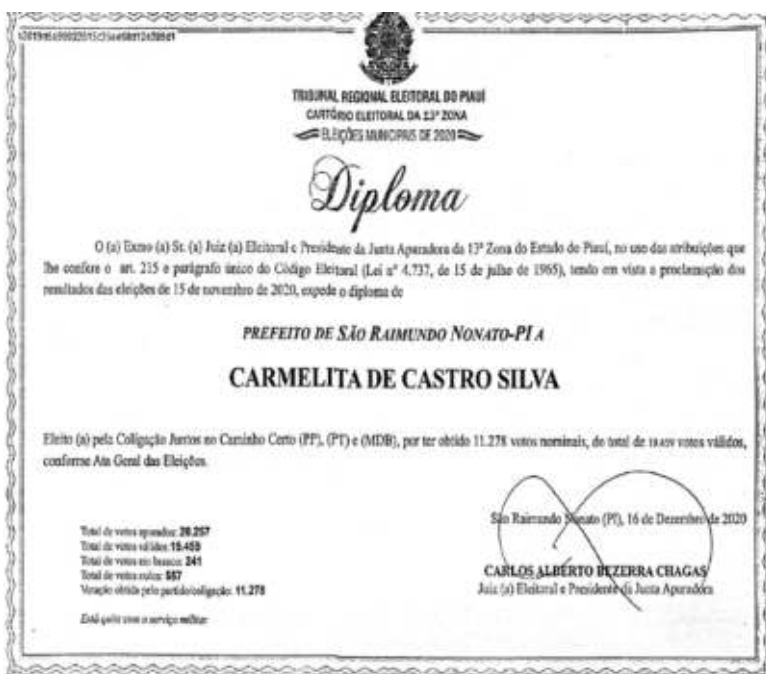 TRIBUNAL REGIONAL ELEITORAL DO PIAUÍ
CARTÓRIO ELEITORAL DA 13ª ZONA
ELEIÇÕES MUNICIPAIS DE 2020
Diploma
O (a) Exmo (a) Sr. (a) Juiz (a) Eleitoral e Presidente da Junta Apuradora da 13ª Zona do Estado do Piauí, no uso das atribuições que
lhe confere o art. 215 e parágrafo único do Código Eleitoral (Lei nº 4.737, de 15 de julho de 1965), tendo em vista a proclamação dos
resultados das eleições de 15 de novembro de 2020, expede o diploma de
PREFEITO DE SÃO RAIMUNDO NONATO-PI A
CARMELITA DE CASTRO SILVA
Eleito (a) pela Coligação Juntos no Caminho Certo (PP), (PT) e (MDB), por ter obtido 11.278 votos nominais, do total de votos válidos,
conforme Ata Geral das Eleições.
São Raimundo Nonato (PI), 16 de Dezembro de 2020
Total de votos apurados: 20.257
Total de votos válidos: 19.459
Total de votos em branco: 241
Total de votos nulos: 557
Votação obtida pelo partido/coligação: 11.278
CARLOS ALBERTO BEZERRA CHAGAS
Juiz (a) Eleitoral e Presidente da Junta Apuradora
Está quite com o serviço militar